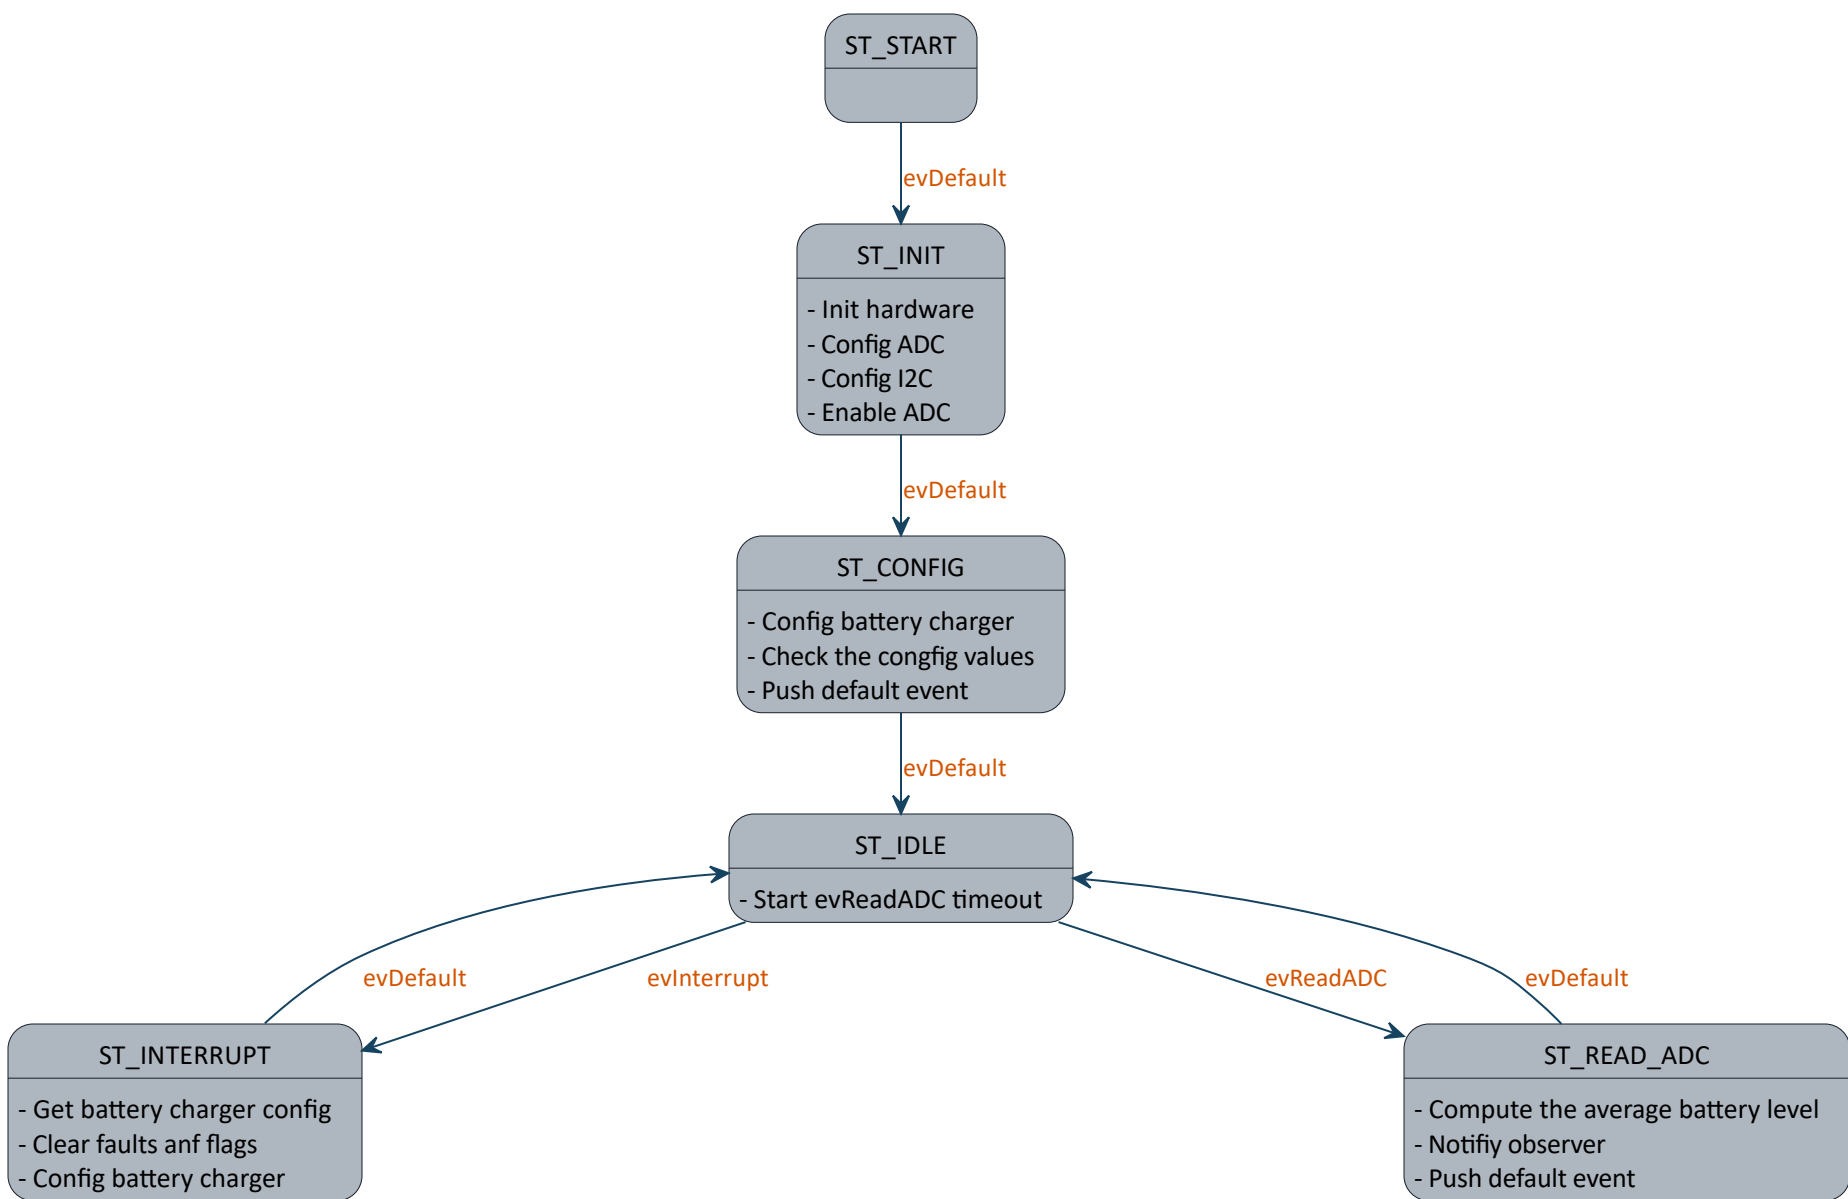 ST_START
evDefault
ST_INIT
- Init hardware
- Config ADC
- Config I2C
- Enable ADC
evDefault
ST_CONFIG
- Config battery charger
- Check the congfig values
- Push default event
evDefault
ST_IDLE
- Start evReadADC timeout
evDefault
evInterrupt
evReadADC
evDefault
ST_INTERRUPT
- Get battery charger config
- Clear faults anf flags
- Config battery charger
ST_READ_ADC
- Compute the average battery level
- Notifiy observer
- Push default event